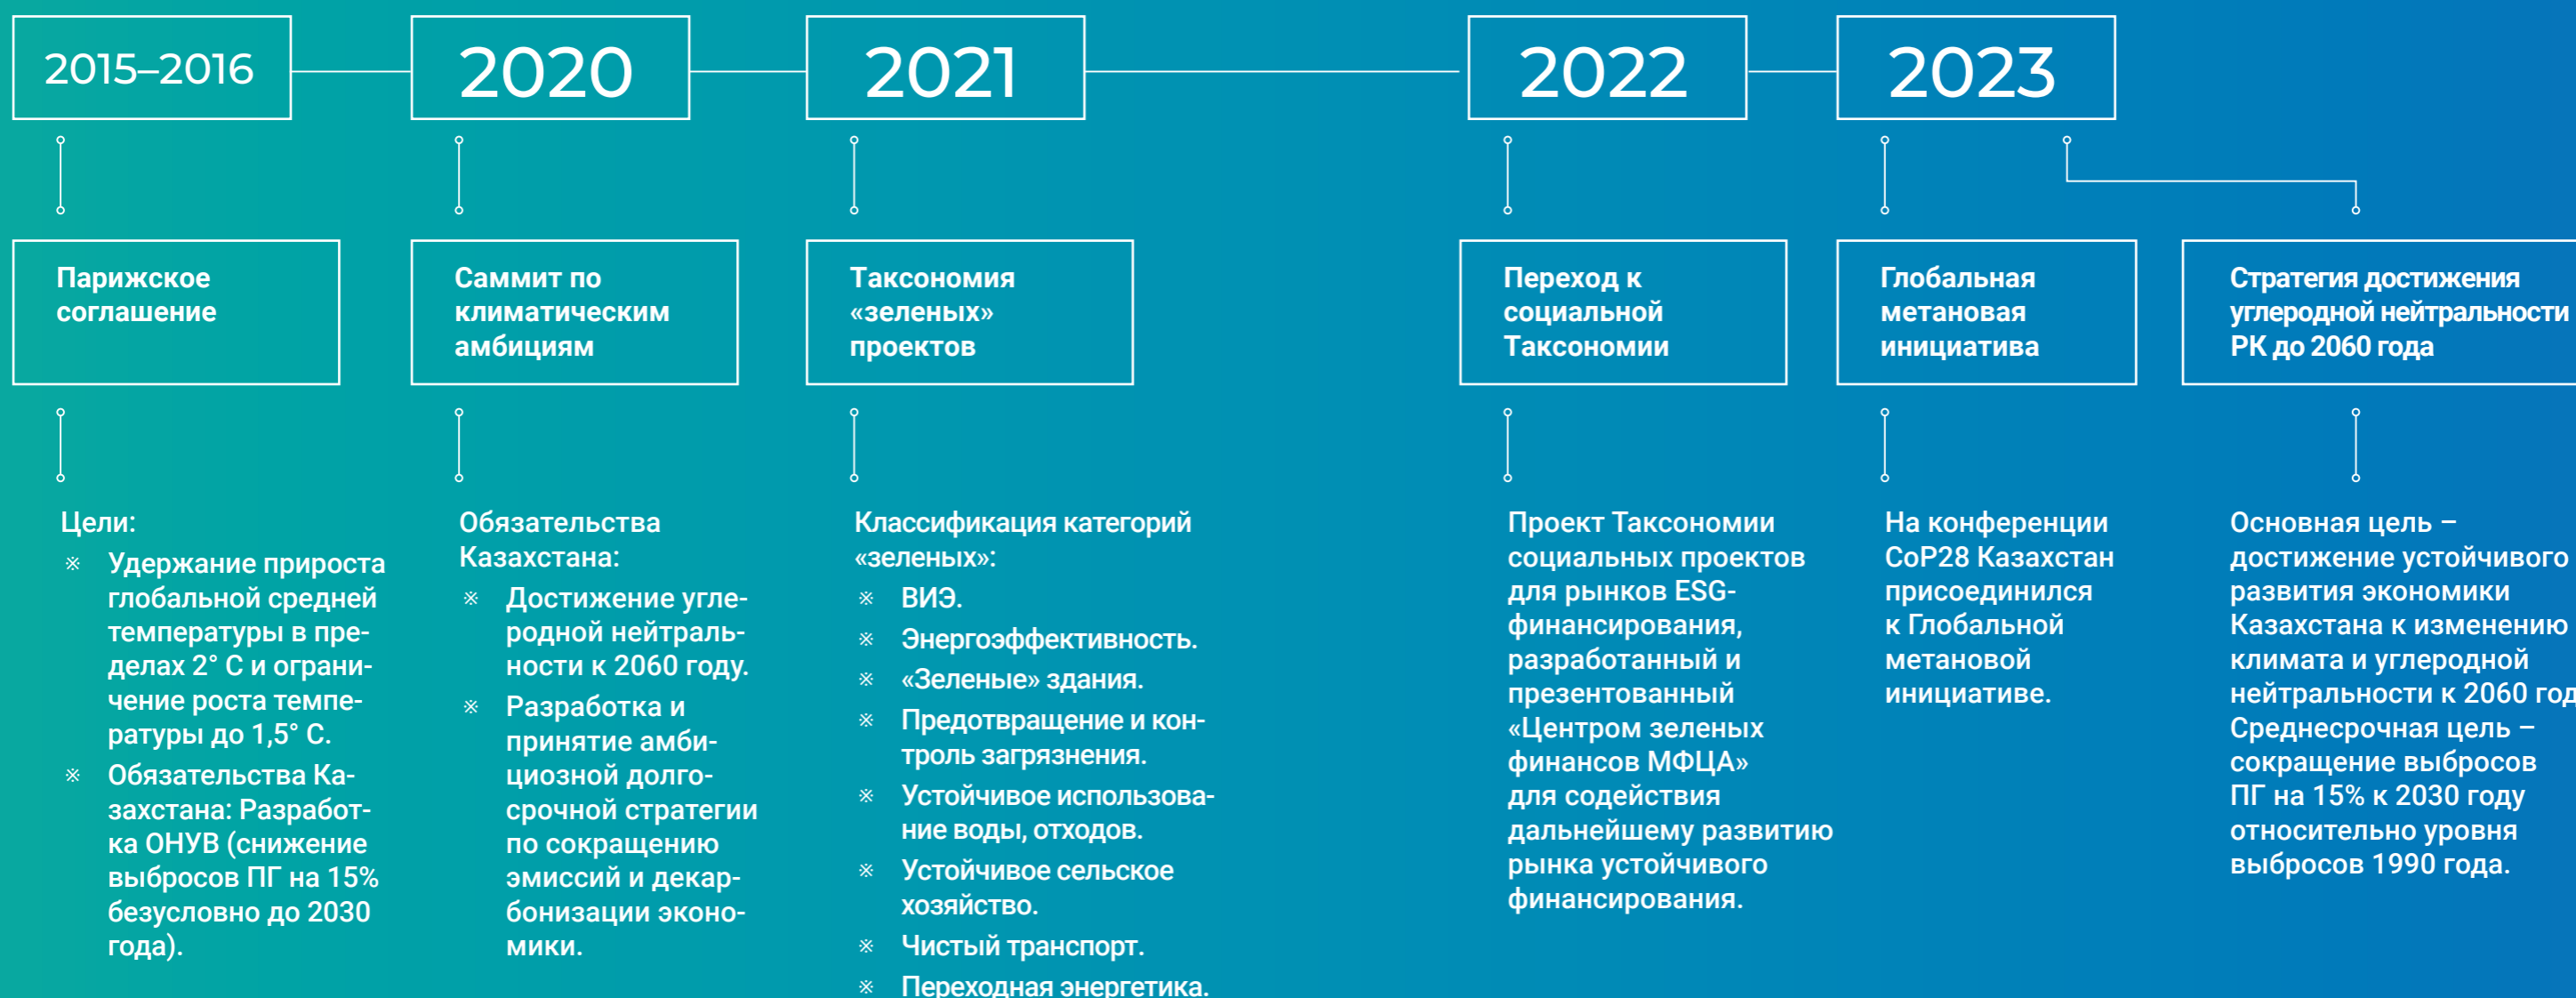 2015–2016
2020
2021
2022
2023
Парижское
соглашение
Саммит по
климатическим
амбициям
Таксономия
«зеленых»
проектов
Переход к
социальной
Таксономии
Глобальная
метановая
инициатива
Стратегия достижения
углеродной нейтральности
РК до 2060 года
Цели:
※ Удержание прироста
глобальной средней
температуры в пре-
делах 2° С и ограни-
чение роста темпе-
ратуры до 1,5° С.
※ Обязательства Ка-
захстана: Разработ-
ка ОНУВ (снижение
выбросов ПГ на 15%
безусловно до 2030
года).
Обязательства
Казахстана:
※ Достижение угле-
родной нейтраль-
ности к 2060 году.
※ Разработка и
принятие амби-
циозной долго-
срочной стратегии
по сокращению
эмиссий и декар-
бонизации эконо-
мики.
Классификация категорий
«зеленых»:
※ ВИЭ.
※ Энергоэффективность.
※ «Зеленые» здания.
※ Предотвращение и кон-
троль загрязнения.
※ Устойчивое использова-
ние воды, отходов.
※ Устойчивое сельское
хозяйство.
※ Чистый транспорт.
※ Переходная энергетика.
Проект Таксономии
социальных проектов
для рынков ESG-
финансирования,
разработанный и
презентованный
«Центром зеленых
финансов МФЦА»
для содействия
дальнейшему развитию
рынка устойчивого
финансирования.
На конференции
CoP28 Казахстан
присоединился
к Глобальной
метановой
инициативе.
Основная цель –
достижение устойчивого
развития экономики
Казахстана к изменению
климата и углеродной
нейтральности к 2060 год
Среднесрочная цель –
сокращение выбросов
ПГ на 15% к 2030 году
относительно уровня
выбросов 1990 года.